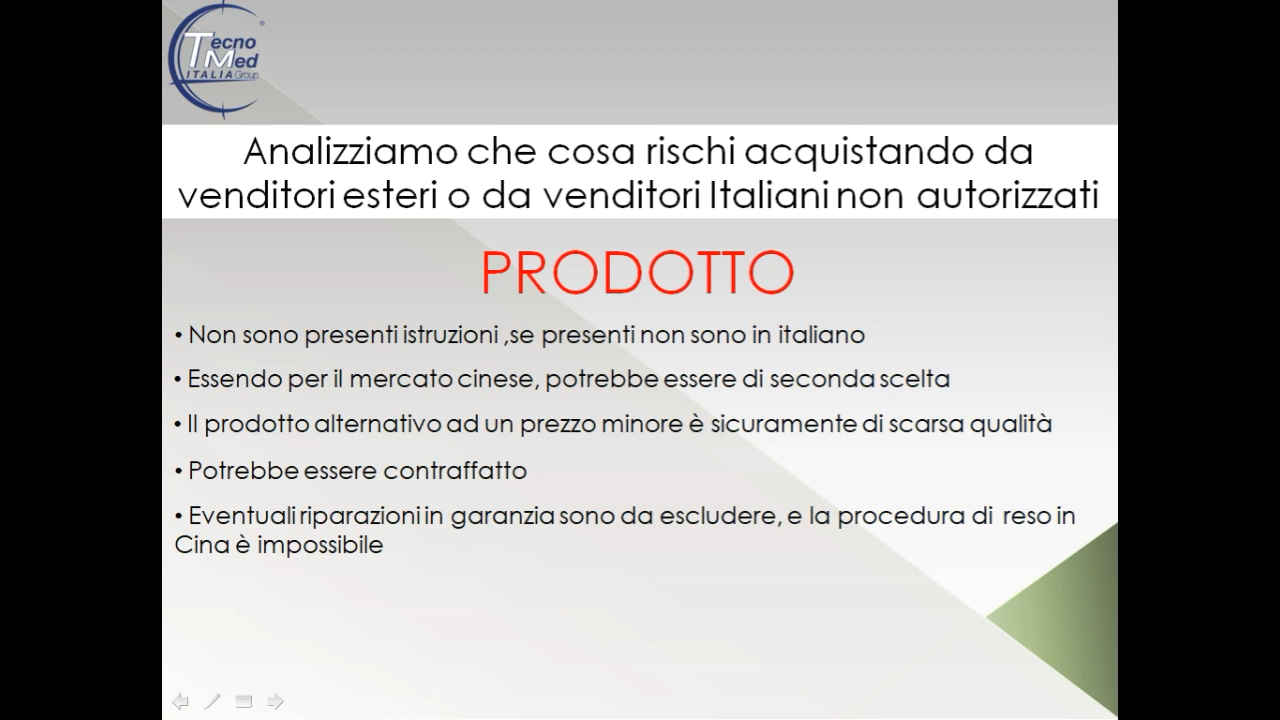 Tecno
Med
ITALIA Group
Analizziamo che cosa rischi acquistando da
venditori esteri o da venditori Italiani non autorizzati
PRODOTTO
• Non sono presenti istruzioni ,se presenti non sono in italiano
• Essendo per il mercato cinese, potrebbe essere di seconda scelta
• Il prodotto alternativo ad un prezzo minore è sicuramente di scarsa qualità
• Potrebbe essere contraffatto
• Eventuali riparazioni in garanzia sono da escludere, e la procedura di reso in
Cina è impossibile